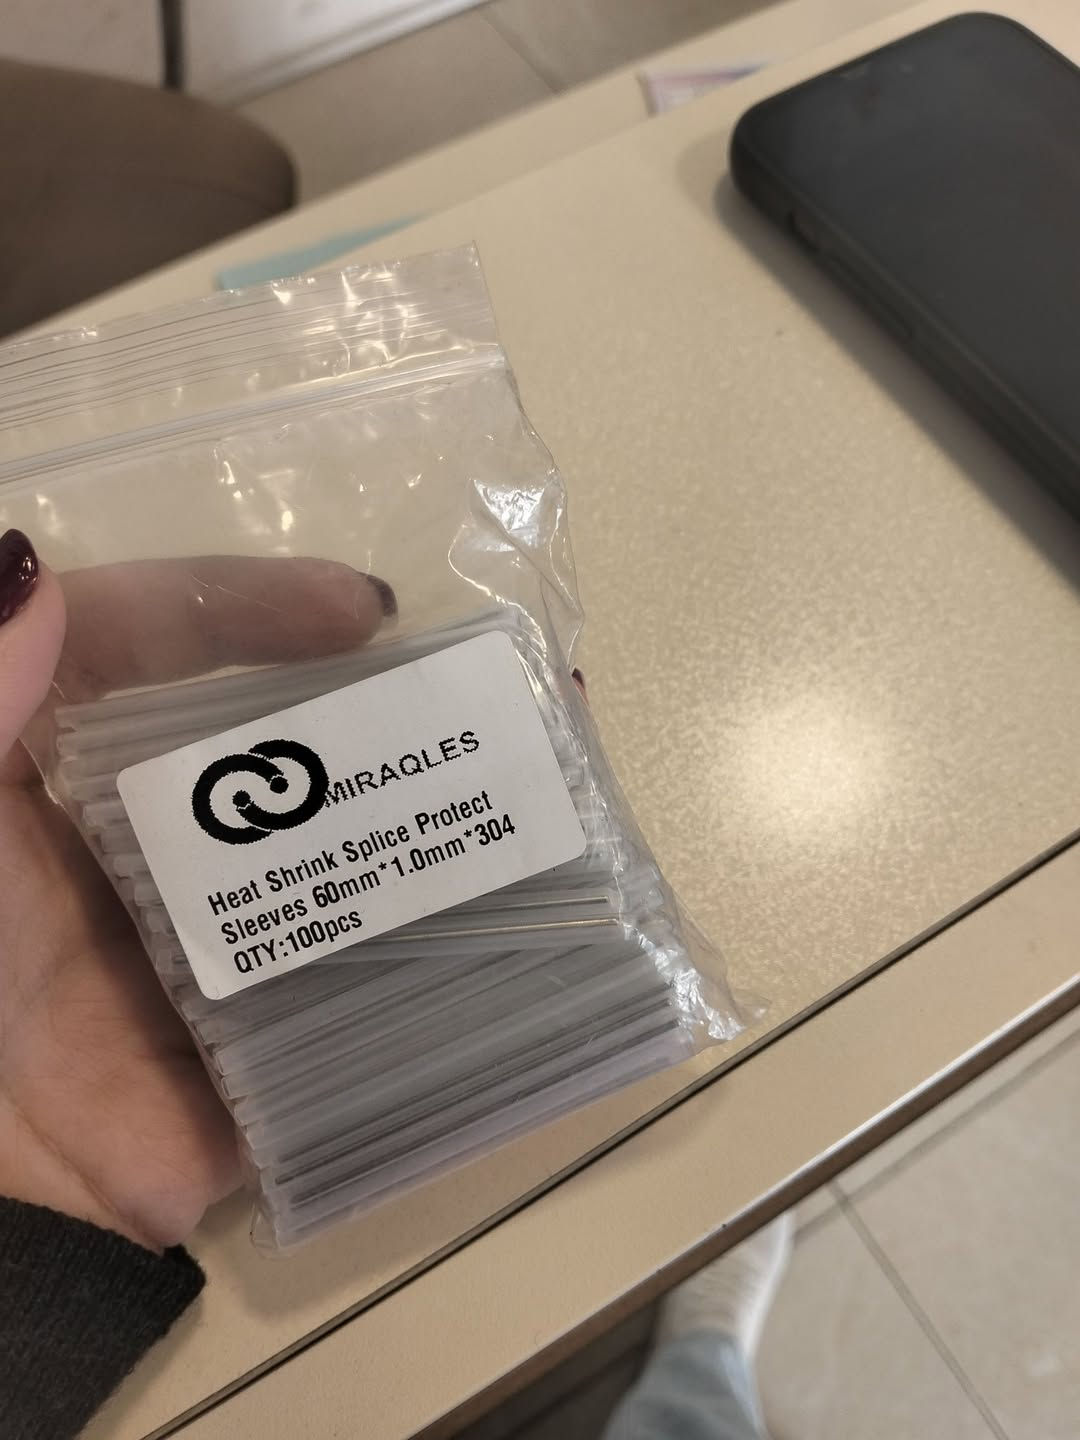 MIRAQLES
Heat Shrink Splice Protect
Sleeves 60mm*1.0mm*304
QTY:100pcs